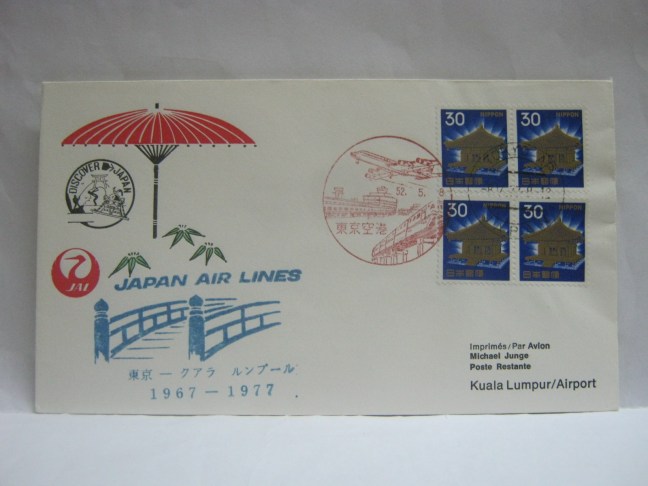 30 NIPPON
日本郵便
30 NIPPON
日本郵便
30 NIPPON
日本郵便
30 NIPPON
日本郵便
DISCOVER JAPAN
52. 5.
東京空港
JAL
JAPAN AIR LINES
東京ークアラ ルンプール
1967-1977
Imprimés/Par Avion
Michael Junge
Poste Restante
Kuala Lumpur/Airport